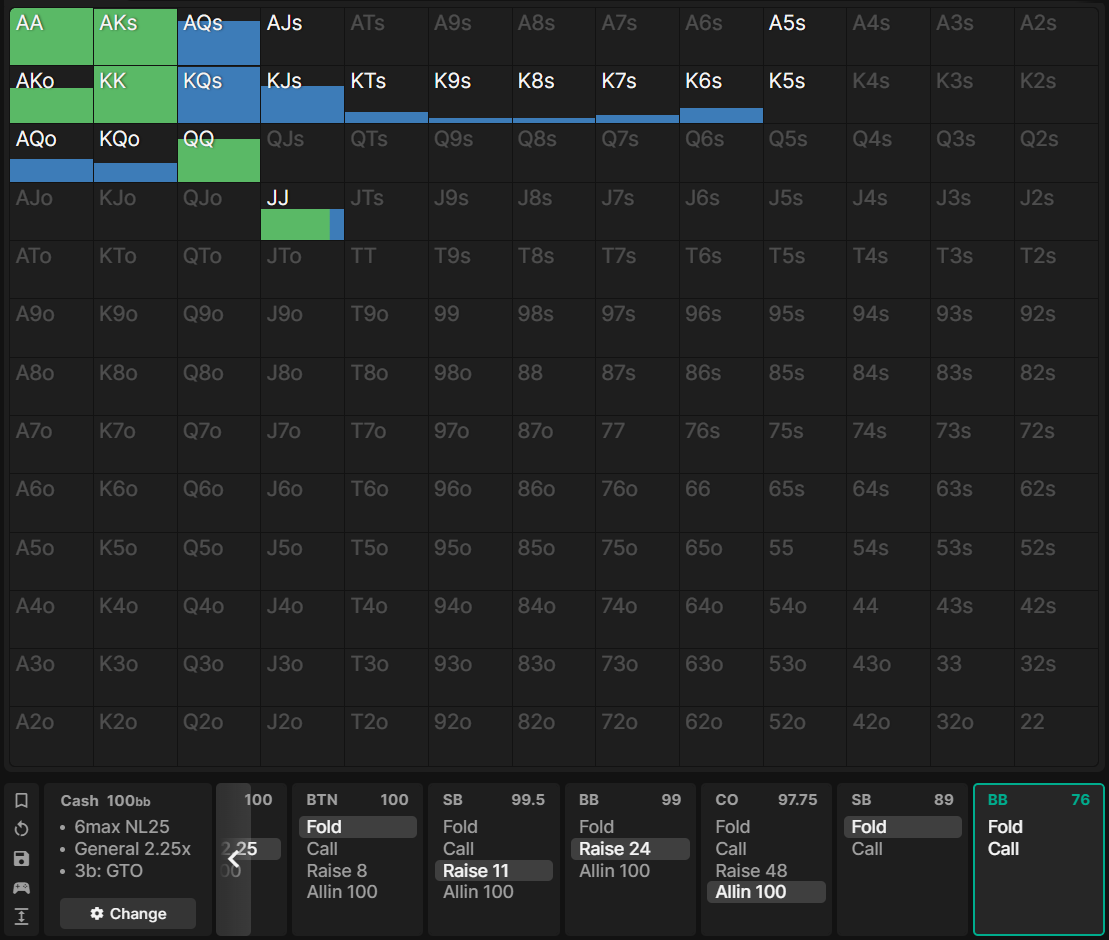 AA AKs AQs AJs ATs A9s A8s A7s A6s A5s A4s A3s A2s
AKo KK KQs KJs KTs K9s K8s K7s K6s K5s K4s K3s K2s
AQo KQo QQ QJs QTs Q9s Q8s Q7s Q6s Q5s Q4s Q3s Q2s
AJo KJo QJo JJ JTs J9s J8s J7s J6s J5s J4s J3s J2s
ATo KTo QTo JTo TT T9s T8s T7s T6s T5s T4s T3s T2s
A9o K9o Q9o J9o T9o 99 98s 97s 96s 95s 94s 93s 92s
A8o K8o Q8o J8o T8o 98o 88 87s 86s 85s 84s 83s 82s
A7o K7o Q7o J7o T7o 97o 87o 77 76s 75s 74s 73s 72s
A6o K6o Q6o J6o T6o 96o 86o 76o 66 65s 64s 63s 62s
A5o K5o Q5o J5o T5o 95o 85o 75o 65o 55 54s 53s 52s
A4o K4o Q4o J4o T4o 94o 84o 74o 64o 54o 44 43s 42s
A3o K3o Q3o J3o T3o 93o 83o 73o 63o 53o 43o 33 32s
A2o K2o Q2o J2o T2o 92o 82o 72o 62o 52o 42o 32o 22
Cash 100bb
• 6max NL25
• General 2.25x
• 3b: GTO
Change
100
2.25
00
BTN 100
Fold
Call
Raise 8
Allin 100
SB 99.5
Fold
Call
Raise 11
Allin 100
BB 99
Fold
Raise 24
Allin 100
CO 97.75
Fold
Call
Raise 48
Allin 100
SB 89
Fold
Call
BB 76
Fold
Call